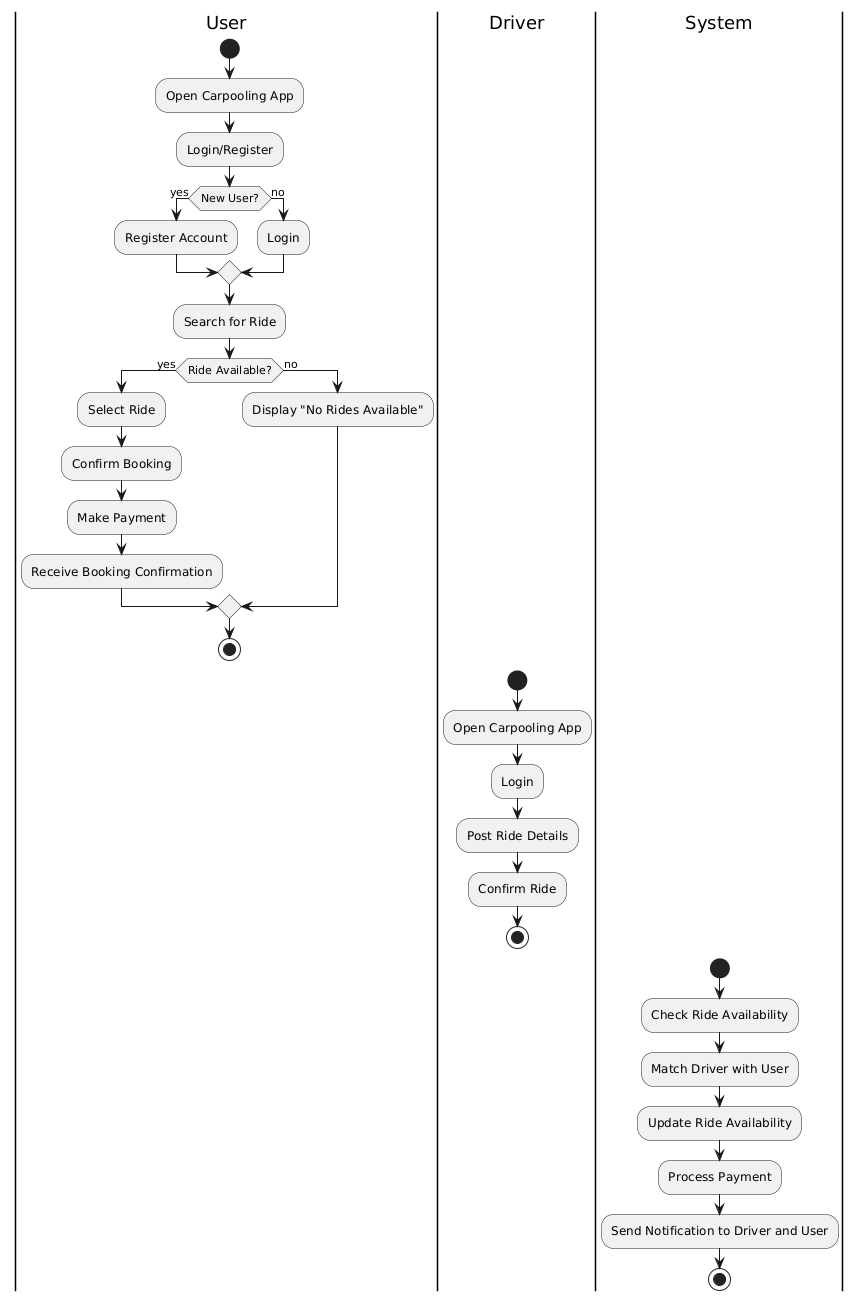 User
Driver
System
Open Carpooling App
Login/Register
yes
New User?
no
Register Account
Login
Search for Ride
yes
Ride Available?
no
Select Ride
Display "No Rides Available"
Confirm Booking
Make Payment
Receive Booking Confirmation
Open Carpooling App
Login
Post Ride Details
Confirm Ride
Check Ride Availability
Match Driver with User
Update Ride Availability
Process Payment
Send Notification to Driver and User